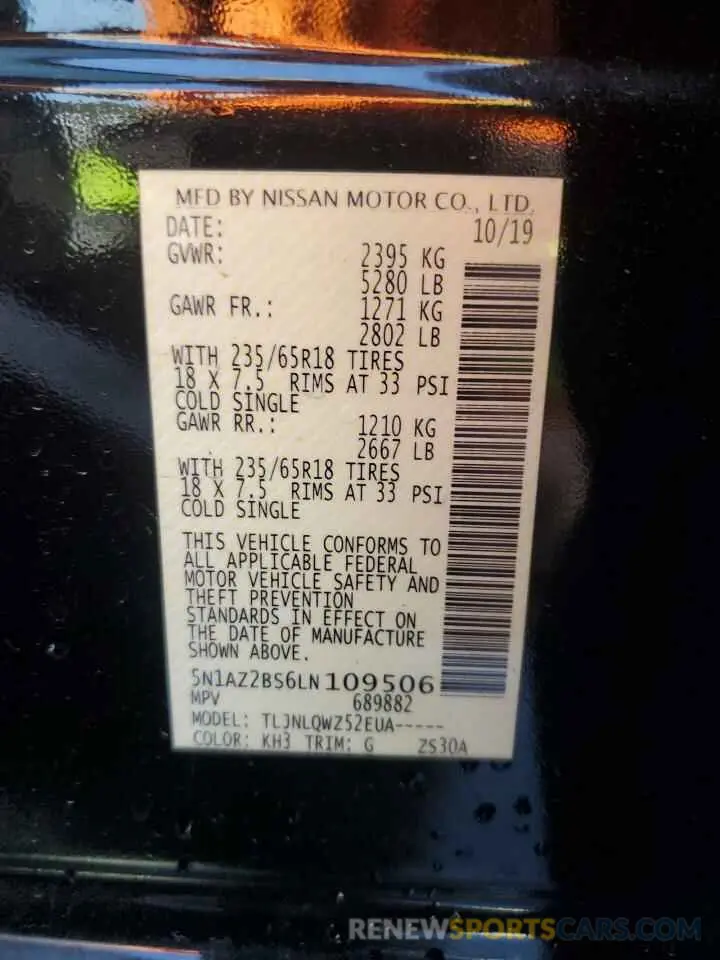 MFD BY NISSAN MOTOR CO., LTD.
DATE: 10/19
GVWR: 2395 KG
5280 LB
GAWR FR.: 1271 KG
2802 LB
WITH 235/65R18 TIRES
18 X 7.5 RIMS AT 33 PSI
COLD SINGLE
GAWR RR.: 1210 KG
2667 LB
WITH 235/65R18 TIRES
18 X 7.5 RIMS AT 33 PSI
COLD SINGLE
THIS VEHICLE CONFORMS TO
ALL APPLICABLE FEDERAL
MOTOR VEHICLE SAFETY AND
THEFT PREVENTION
STANDARDS IN EFFECT ON
THE DATE OF MANUFACTURE
SHOWN ABOVE.
5N1AZ2BS6LN109506
MPV 689882
MODEL: TLJNLQWZ52EUA-----
COLOR: KH3 TRIM: G ZS30A
RENEWSPORTSCARS.COM